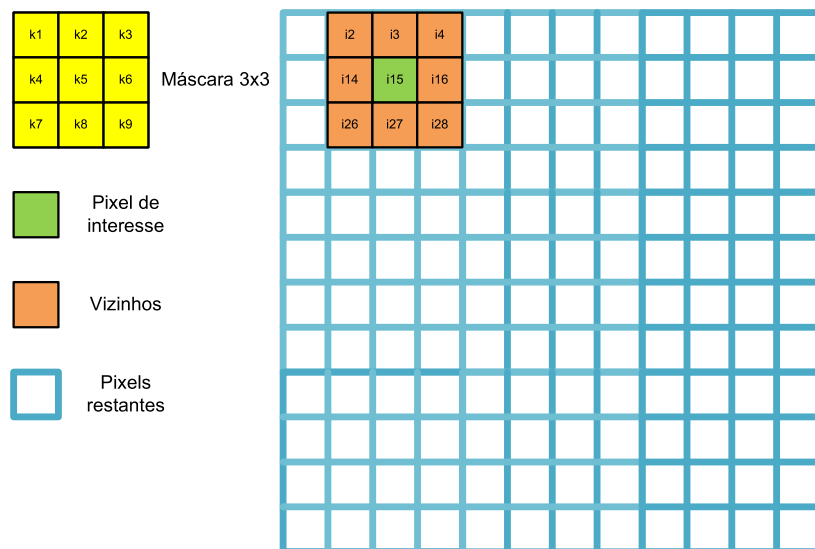 k1 k2 k3 i2 i3 i4
k4 k5 k6 Máscara 3x3 i14 i15 i16
k7 k8 k9 i26 i27 i28
Pixel de
interesse
Vizinhos
Pixels
restantes